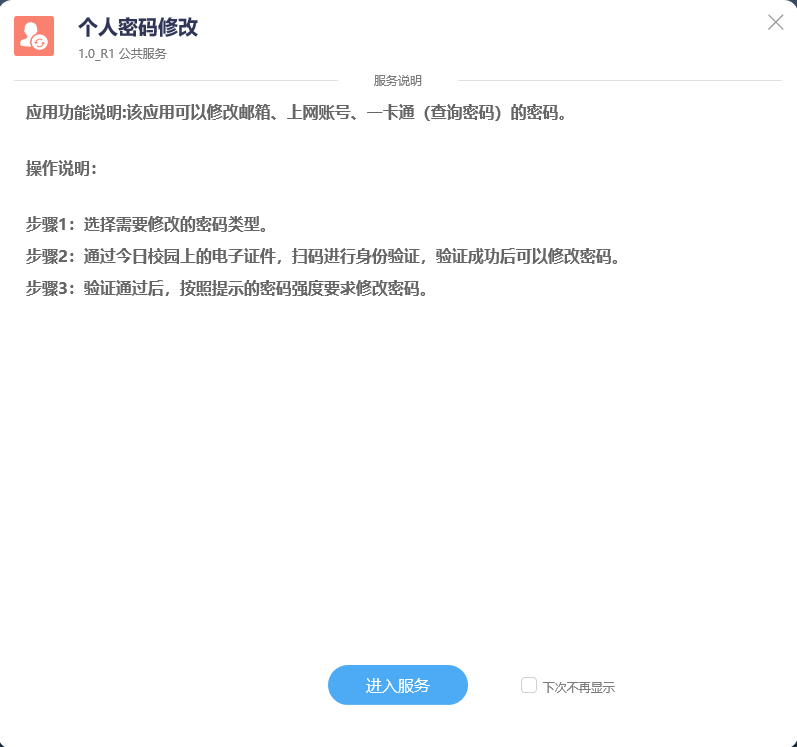 个人密码修改
1.0_R1 公共服务
服务说明
应用功能说明:该应用可以修改邮箱、上网账号、一卡通（查询密码）的密码。
操作说明：
步骤1：选择需要修改的密码类型。
步骤2：通过今日校园上的电子证件，扫码进行身份验证，验证成功后可以修改密码。
步骤3：验证通过后，按照提示的密码强度要求修改密码。
进入服务
下次不再显示